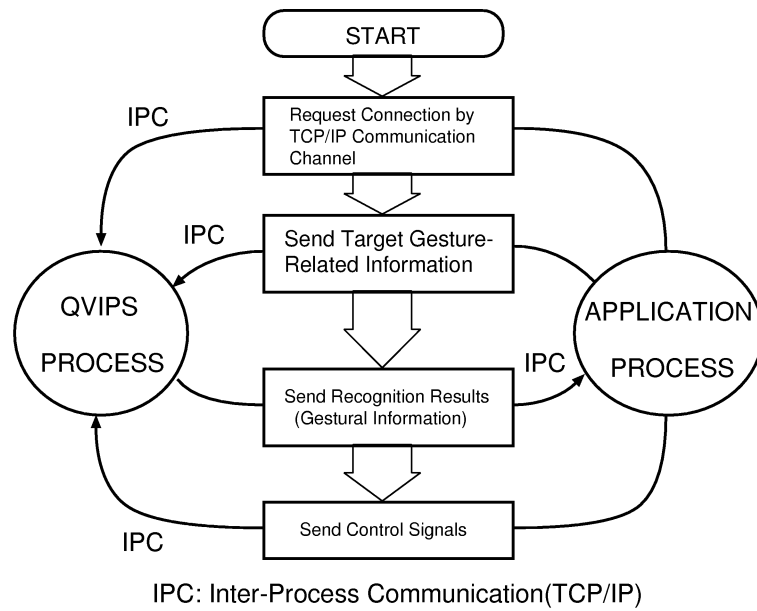 START
IPC
Request Connection by
TCP/IP Communication
Channel
IPC
Send Target Gesture-
Related Information
QVIPS
PROCESS
APPLICATION
PROCESS
IPC
Send Recognition Results
(Gestural Information)
Send Control Signals
IPC
IPC: Inter-Process Communication(TCP/IP)